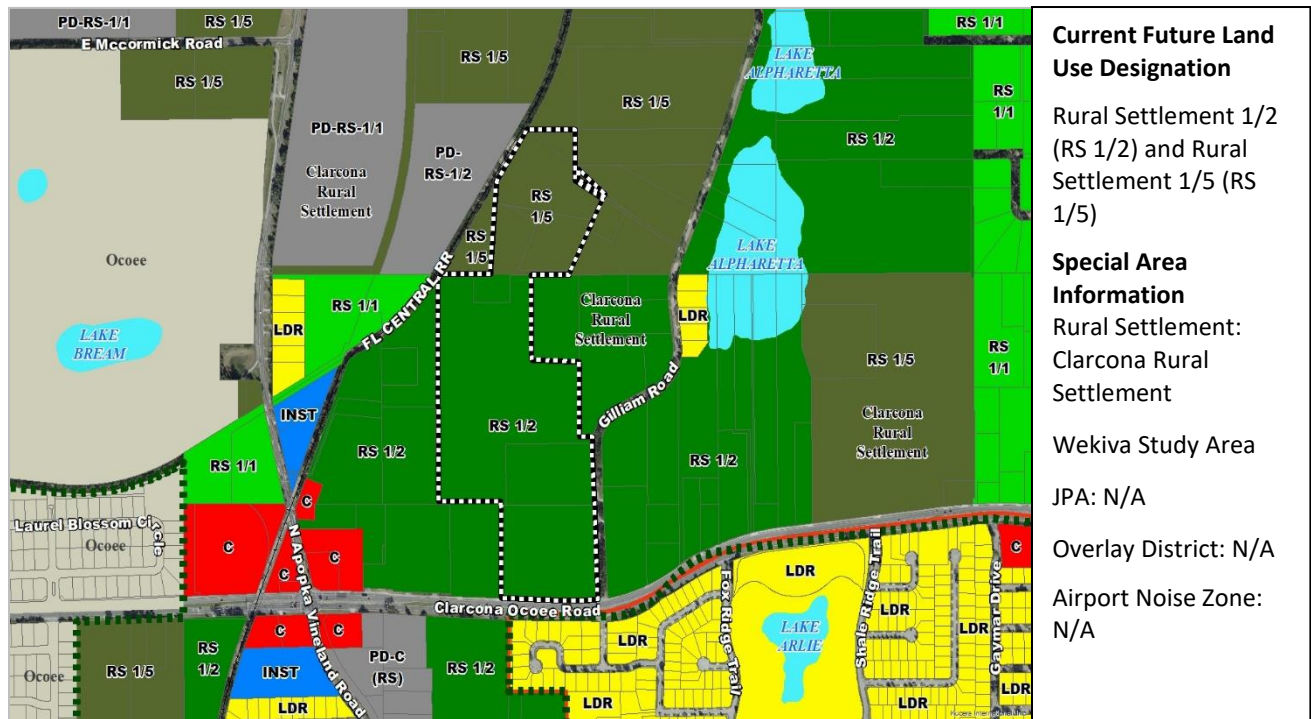 PD-RS-1/1
RS 1/5
RS 1/1
E Mccormick Road
RS 1/5
RS 1/5
LAKE
ALPHARETTA
RS 1/5
RS
1/1
PD-RS-1/1
PD-
RS-1/2
RS 1/2
Clarcona
Rural
Settlement
RS
1/5
RS
1/5
Ocoee
LAKE
ALPHARETTA
FL CENTRAL RR
RS 1/1
LDR
Clarcona
Rural
Settlement
LDR
LAKE
BREAM
RS 1/5
RS
1/1
Gilliam Road
INST
RS 1/2
Clarcona
Rural
Settlement
RS 1/2
RS 1/1
RS 1/2
C
Laurel Blossom Circle
Ocoee
C
C
C
N Apopka Vineland Road
LDR
Clarcona Ocoee Road
Fox Ridge Trail
Shale Ridge Trail
Gaymar Drive
C
C
LDR
LDR
LDR
LAKE
ARLIE
LDR
Ocoee
RS 1/5
RS
1/2
INST
PD-C
(RS)
RS 1/2
LDR
LDR
LDR
LDR
Current Future Land
Use Designation
Rural Settlement 1/2
(RS 1/2) and Rural
Settlement 1/5 (RS
1/5)
Special Area
Information
Rural Settlement:
Clarcona Rural
Settlement
Wekiva Study Area
JPA: N/A
Overlay District: N/A
Airport Noise Zone:
N/A